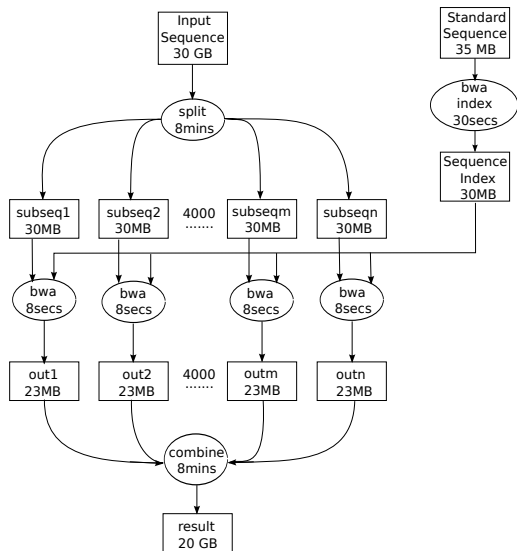 Input
Sequence
30 GB
Standard
Sequence
35 MB
split
8mins
bwa
index
30secs
Sequence
Index
30MB
subseq1
30MB
subseq2
30MB
4000
.......
subseqm
30MB
subseqn
30MB
bwa
8secs
bwa
8secs
bwa
8secs
bwa
8secs
out1
23MB
out2
23MB
4000
.......
outm
23MB
outn
23MB
combine
8mins
result
20 GB